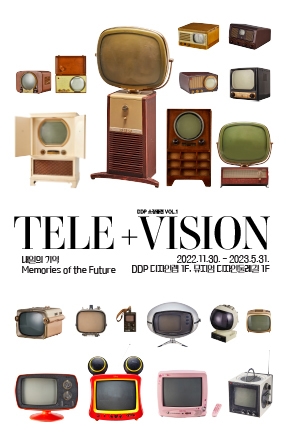 DDP 소장품전 VOL.1
TELE + VISION
내일의 기억
Memories of the Future
2022.11.30. - 2023.5.31.
DDP 디자인랩 1F, 뮤지엄 디자인둘레길 1F